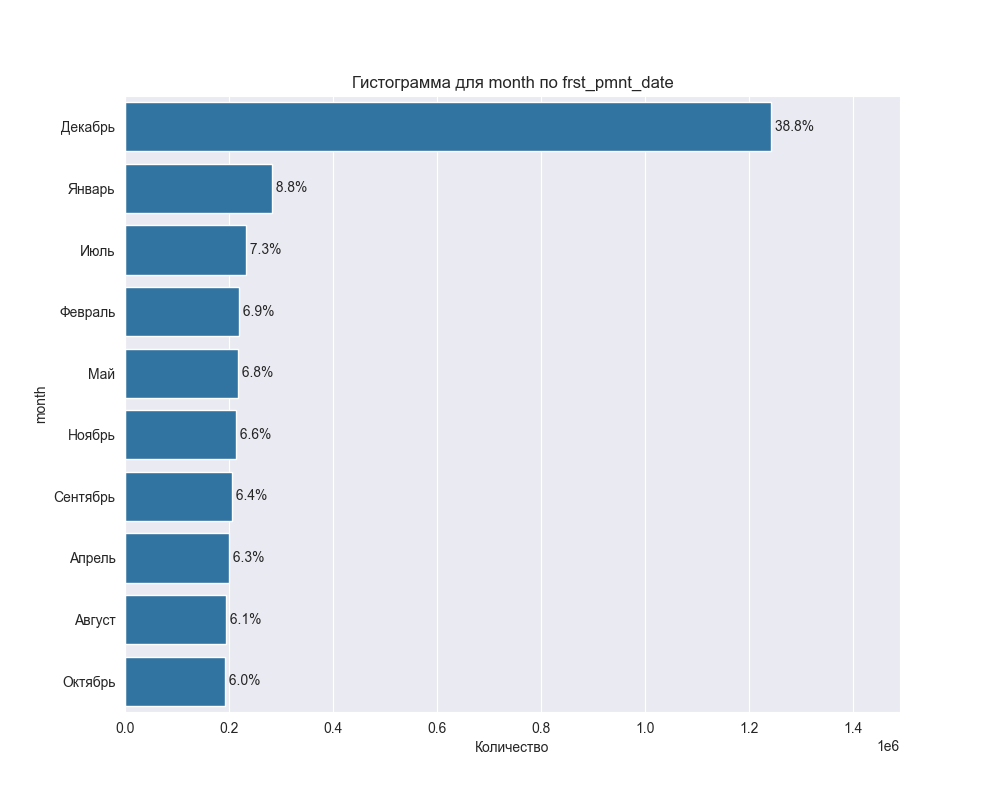 Гистограмма для month по frst_pmnt_date
Декабрь 38.8%
Январь 8.8%
Июль 7.3%
Февраль 6.9%
Май 6.8%
Ноябрь 6.6%
Сентябрь 6.4%
Апрель 6.3%
Август 6.1%
Октябрь 6.0%
month
0.0 0.2 0.4 0.6 0.8 1.0 1.2 1.4
1e6
Количество